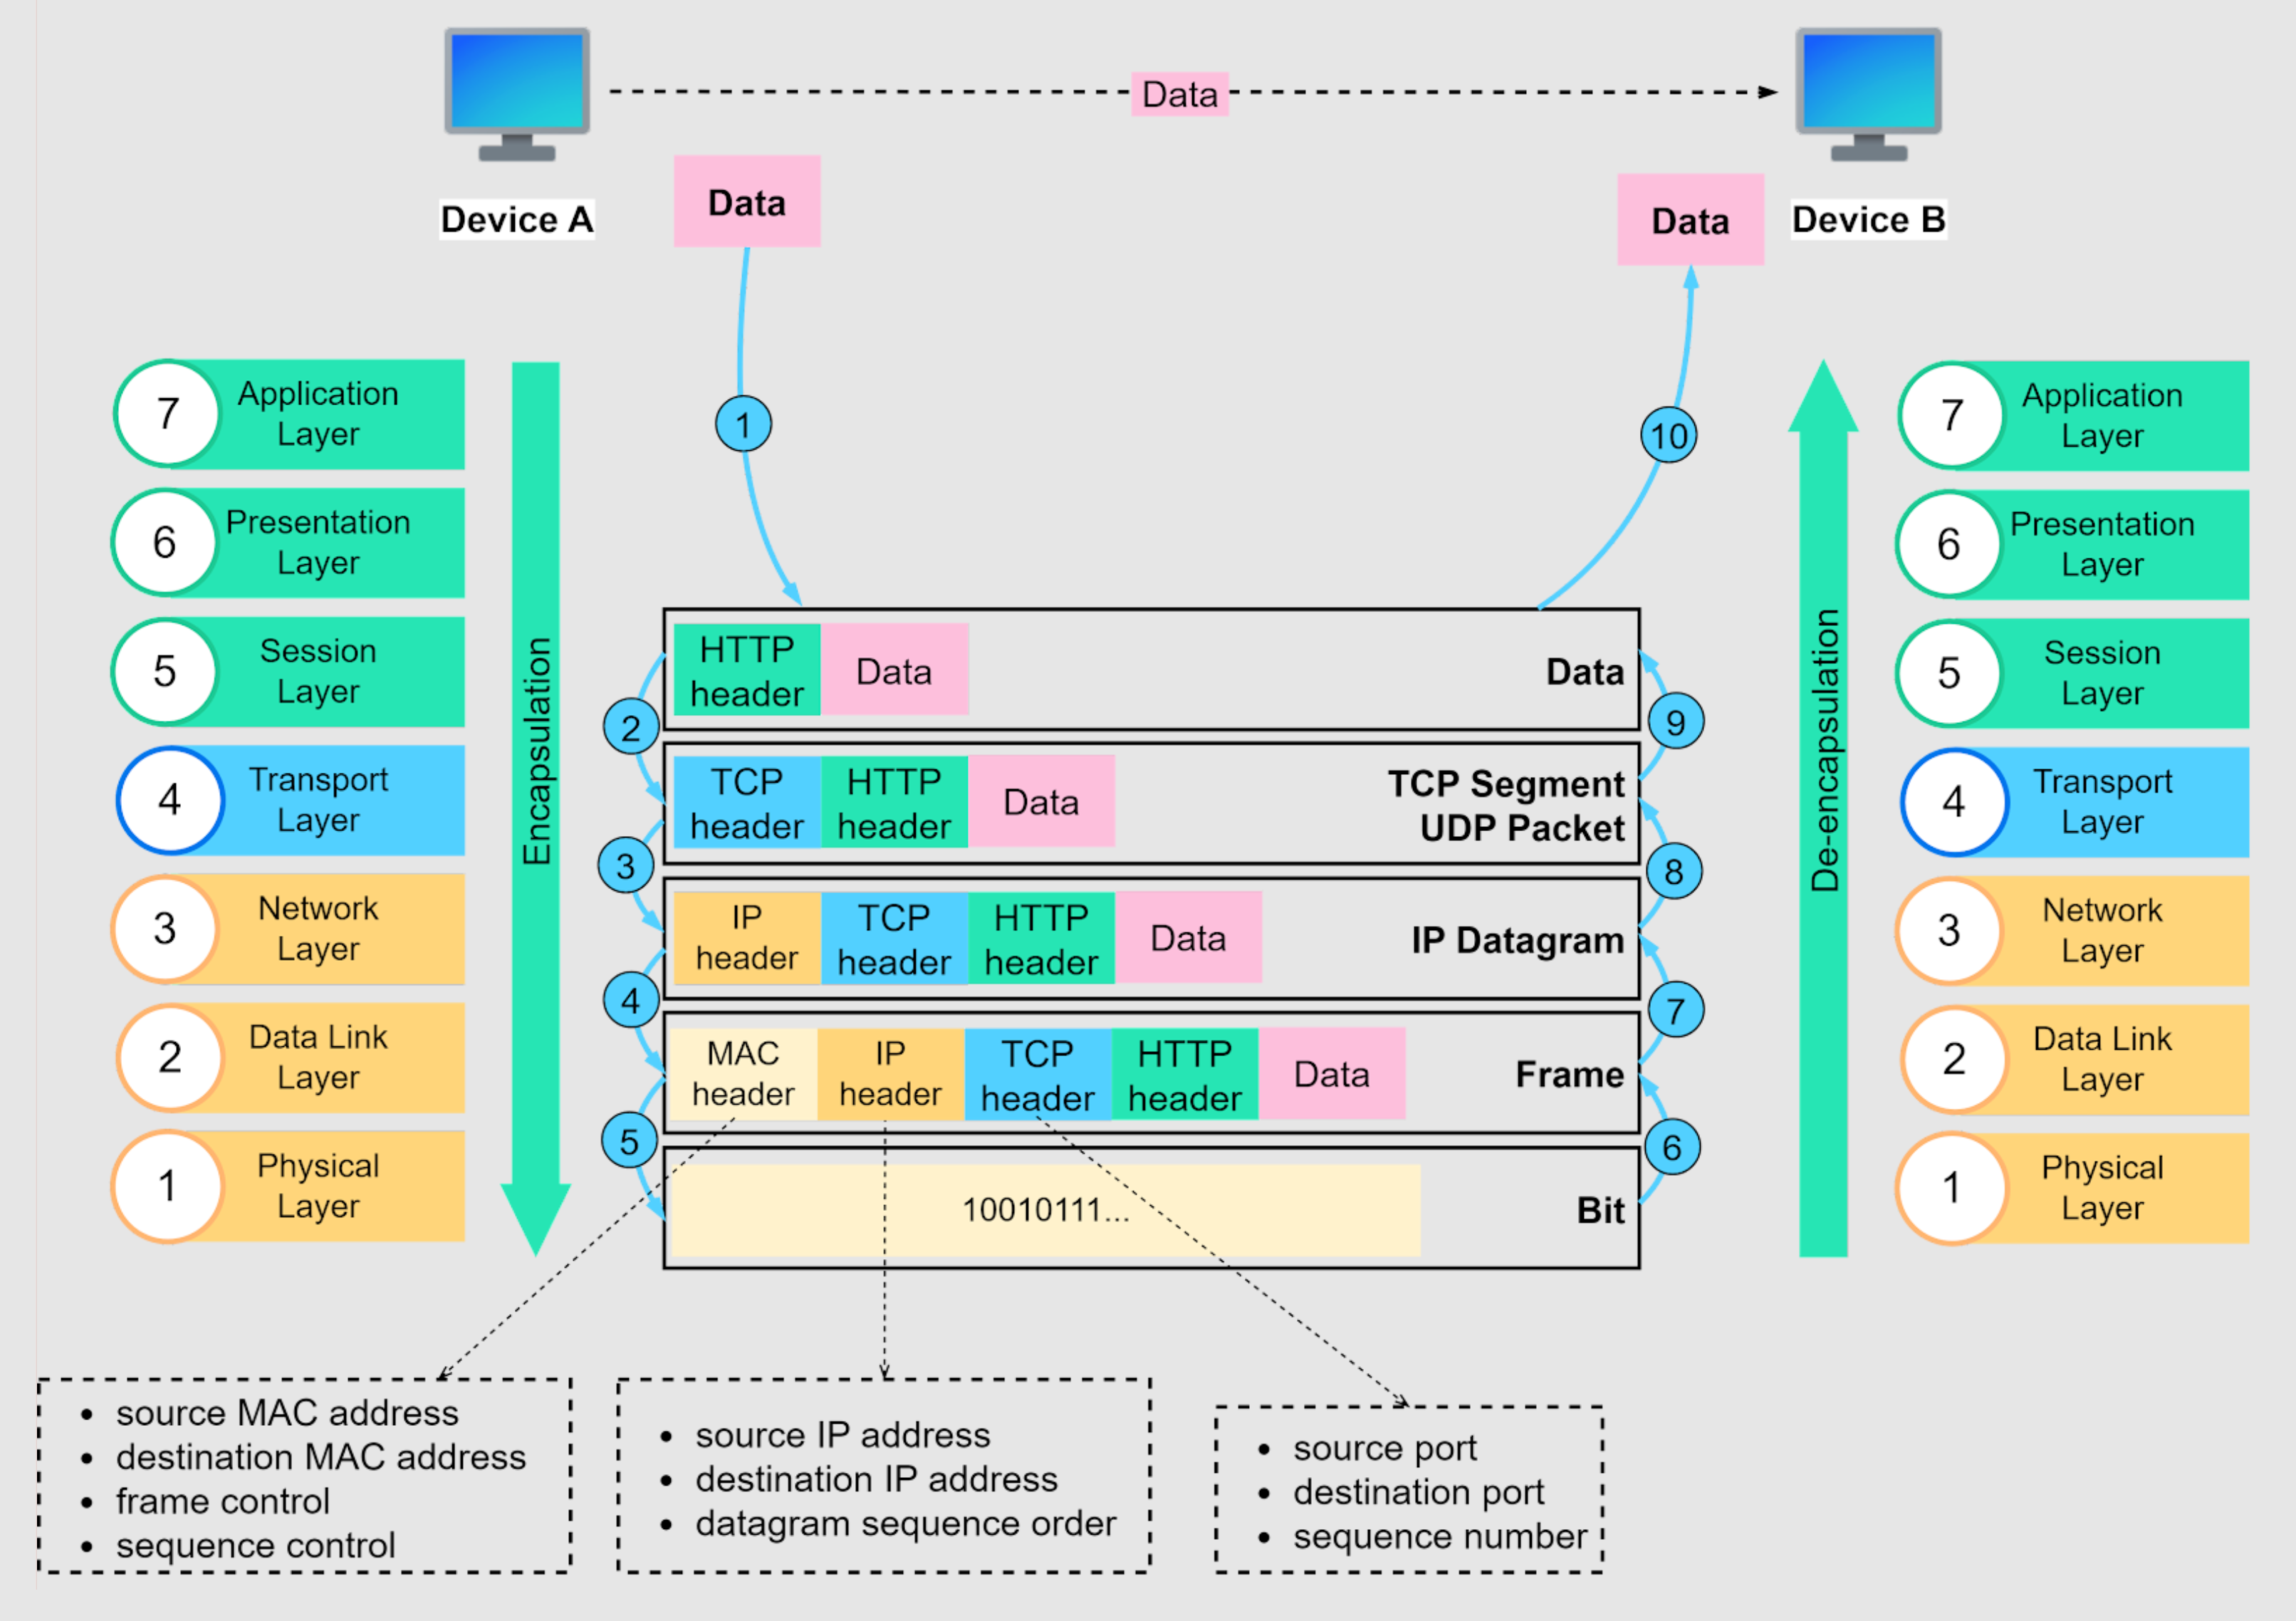 Data
Device A
Data
Data
Device B
1
10
7
Application
Layer
6
Presentation
Layer
5
Session
Layer
4
Transport
Layer
3
Network
Layer
2
Data Link
Layer
1
Physical
Layer
Encapsulation
HTTP
header
Data
Data
2
9
TCP
header
HTTP
header
Data
TCP Segment
UDP Packet
3
8
IP
header
TCP
header
HTTP
header
Data
IP Datagram
4
7
MAC
header
IP
header
TCP
header
HTTP
header
Data
Frame
5
6
10010111...
Bit
De-encapsulation
7
Application
Layer
6
Presentation
Layer
5
Session
Layer
4
Transport
Layer
3
Network
Layer
2
Data Link
Layer
1
Physical
Layer
• source MAC address
• destination MAC address
• frame control
• sequence control
• source IP address
• destination IP address
• datagram sequence order
• source port
• destination port
• sequence number